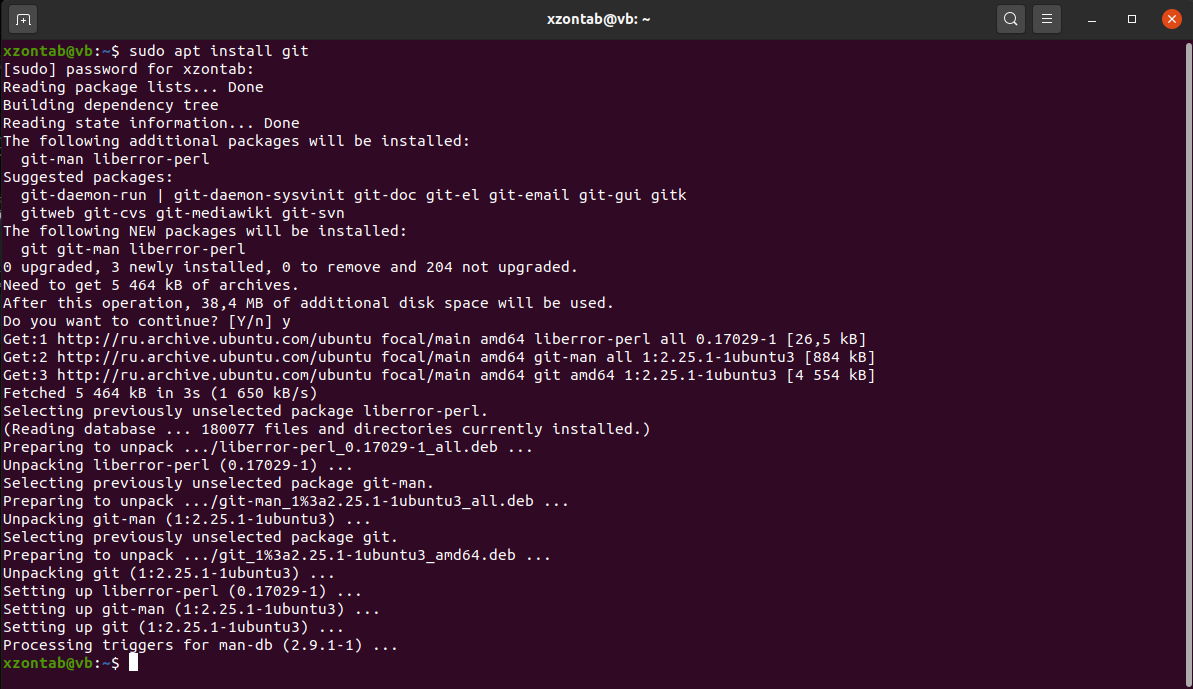 xzontab@vb: ~
xzontab@vb:~$ sudo apt install git
[sudo] password for xzontab:
Reading package lists... Done
Building dependency tree
Reading state information... Done
The following additional packages will be installed:
  git-man liberror-perl
Suggested packages:
  git-daemon-run | git-daemon-sysvinit git-doc git-el git-email git-gui gitk
  gitweb git-cvs git-mediawiki git-svn
The following NEW packages will be installed:
  git git-man liberror-perl
0 upgraded, 3 newly installed, 0 to remove and 204 not upgraded.
Need to get 5 464 kB of archives.
After this operation, 38,4 MB of additional disk space will be used.
Do you want to continue? [Y/n] y
Get:1 http://ru.archive.ubuntu.com/ubuntu focal/main amd64 liberror-perl all 0.17029-1 [26,5 kB]
Get:2 http://ru.archive.ubuntu.com/ubuntu focal/main amd64 git-man all 1:2.25.1-1ubuntu3 [884 kB]
Get:3 http://ru.archive.ubuntu.com/ubuntu focal/main amd64 git amd64 1:2.25.1-1ubuntu3 [4 554 kB]
Fetched 5 464 kB in 3s (1 650 kB/s)
Selecting previously unselected package liberror-perl.
(Reading database ... 180077 files and directories currently installed.)
Preparing to unpack .../liberror-perl_0.17029-1_all.deb ...
Unpacking liberror-perl (0.17029-1) ...
Selecting previously unselected package git-man.
Preparing to unpack .../git-man_1%3a2.25.1-1ubuntu3_all.deb ...
Unpacking git-man (1:2.25.1-1ubuntu3) ...
Selecting previously unselected package git.
Preparing to unpack .../git_1%3a2.25.1-1ubuntu3_amd64.deb ...
Unpacking git (1:2.25.1-1ubuntu3) ...
Setting up liberror-perl (0.17029-1) ...
Setting up git-man (1:2.25.1-1ubuntu3) ...
Setting up git (1:2.25.1-1ubuntu3) ...
Processing triggers for man-db (2.9.1-1) ...
xzontab@vb:~$